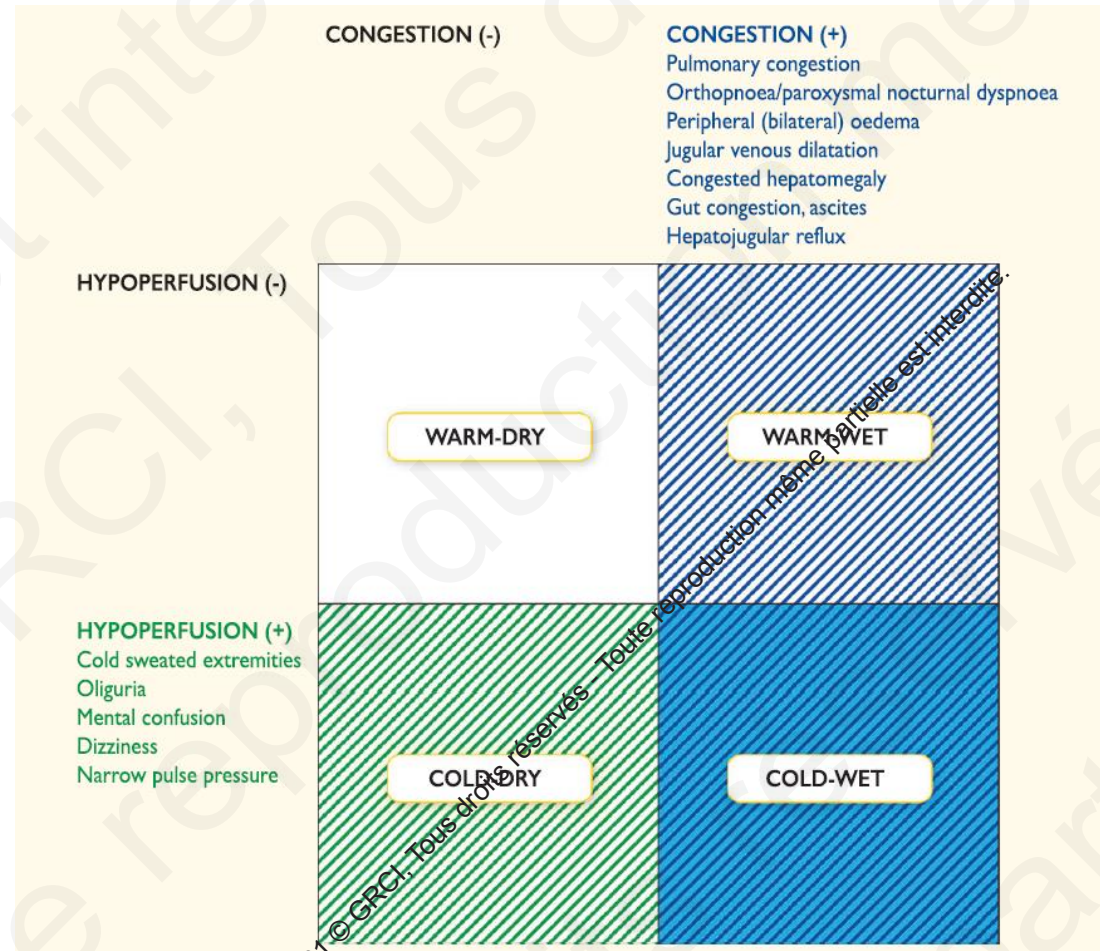 CONGESTION (-)
CONGESTION (+)
Pulmonary congestion
Orthopnoea/paroxysmal nocturnal dyspnoea
Peripheral (bilateral) oedema
Jugular venous dilatation
Congested hepatomegaly
Gut congestion, ascites
Hepatojugular reflux
HYPOPERFUSION (-)
WARM-DRY
WARM-WET
HYPOPERFUSION (+)
Cold sweated extremities
Oliguria
Mental confusion
Dizziness
Narrow pulse pressure
COLD-DRY
COLD-WET
© GRCI, Tous droits réservés - Toute reproduction même partielle est interdite.